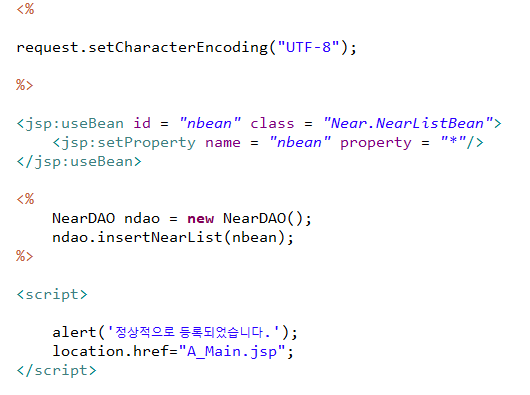 <%
request.setCharacterEncoding("UTF-8");
%>
<jsp:useBean id = "nbean" class = "Near.NearListBean">
<jsp:setProperty name = "nbean" property = "*"/>
</jsp:useBean>
<%
NearDAO ndao = new NearDAO();
ndao.insertNearList(nbean);
%>
<script>
alert('정상적으로 등록되었습니다.');
location.href="A_Main.jsp";
</script>